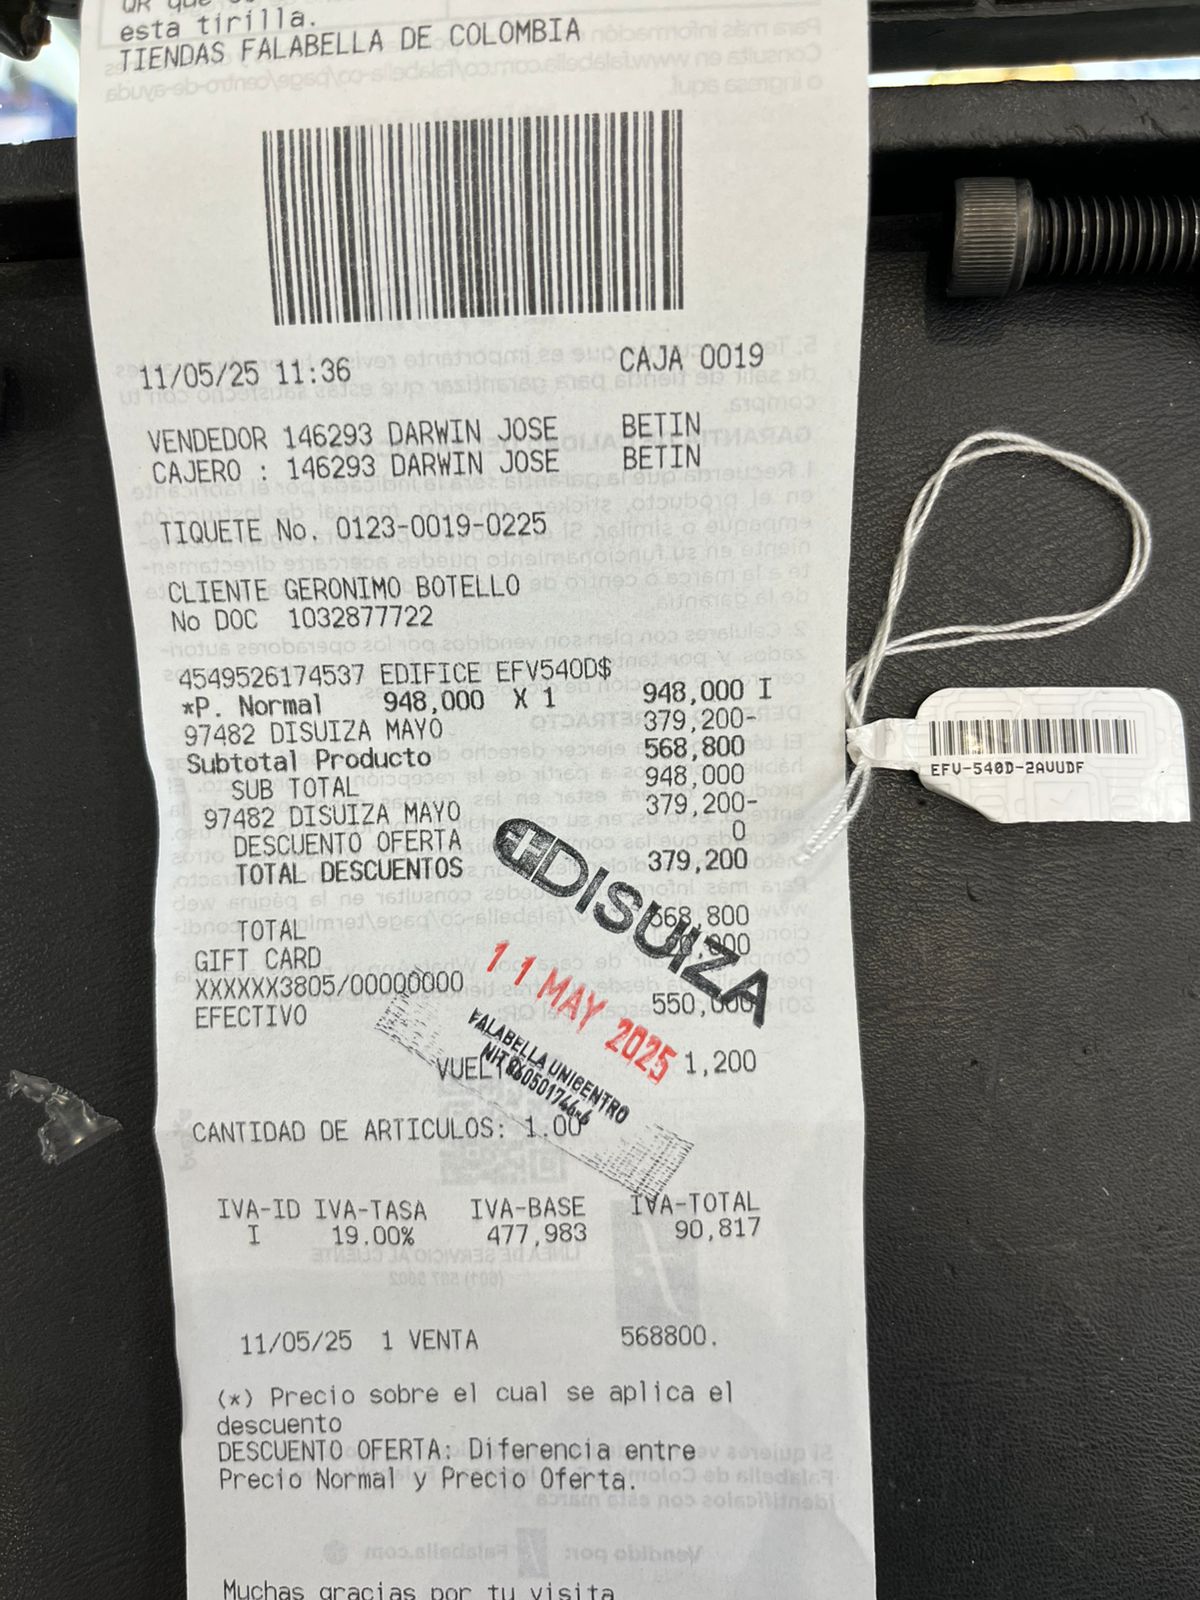 esta tirilla.
TIENDAS FALABELLA DE COLOMBIA
11/05/25 11:36 CAJA 0019
VENDEDOR 146293 DARWIN JOSE BETIN
CAJERO : 146293 DARWIN JOSE BETIN
TIQUETE No. 0123-0019-0225
CLIENTE GERONIMO BOTELLO
No DOC 1032877722
4549526174537 EDIFICE EFV540D$
*P. Normal 948,000 X 1 948,000 I
97482 DISUIZA MAYO 379,200-
Subtotal Producto 568,800
SUB TOTAL 948,000
97482 DISUIZA MAYO 379,200-
DESCUENTO OFERTA 0
TOTAL DESCUENTOS 379,200
TOTAL 568,800
GIFT CARD
XXXXXX3805/00000000
EFECTIVO 550,000
1,200
CANTIDAD DE ARTICULOS: 1.00
DISUIZA
11 MAY 2025
FALABELLA UNICENTRO
NIT 860501746-6
IVA-ID IVA-TASA IVA-BASE IVA-TOTAL
I 19.00% 477,983 90,817
11/05/25 1 VENTA 568800.
(*) Precio sobre el cual se aplica el
descuento
DESCUENTO OFERTA: Diferencia entre
Precio Normal y Precio Oferta.
Muchas gracias por tu visita
EFV-540D-2AVUDF